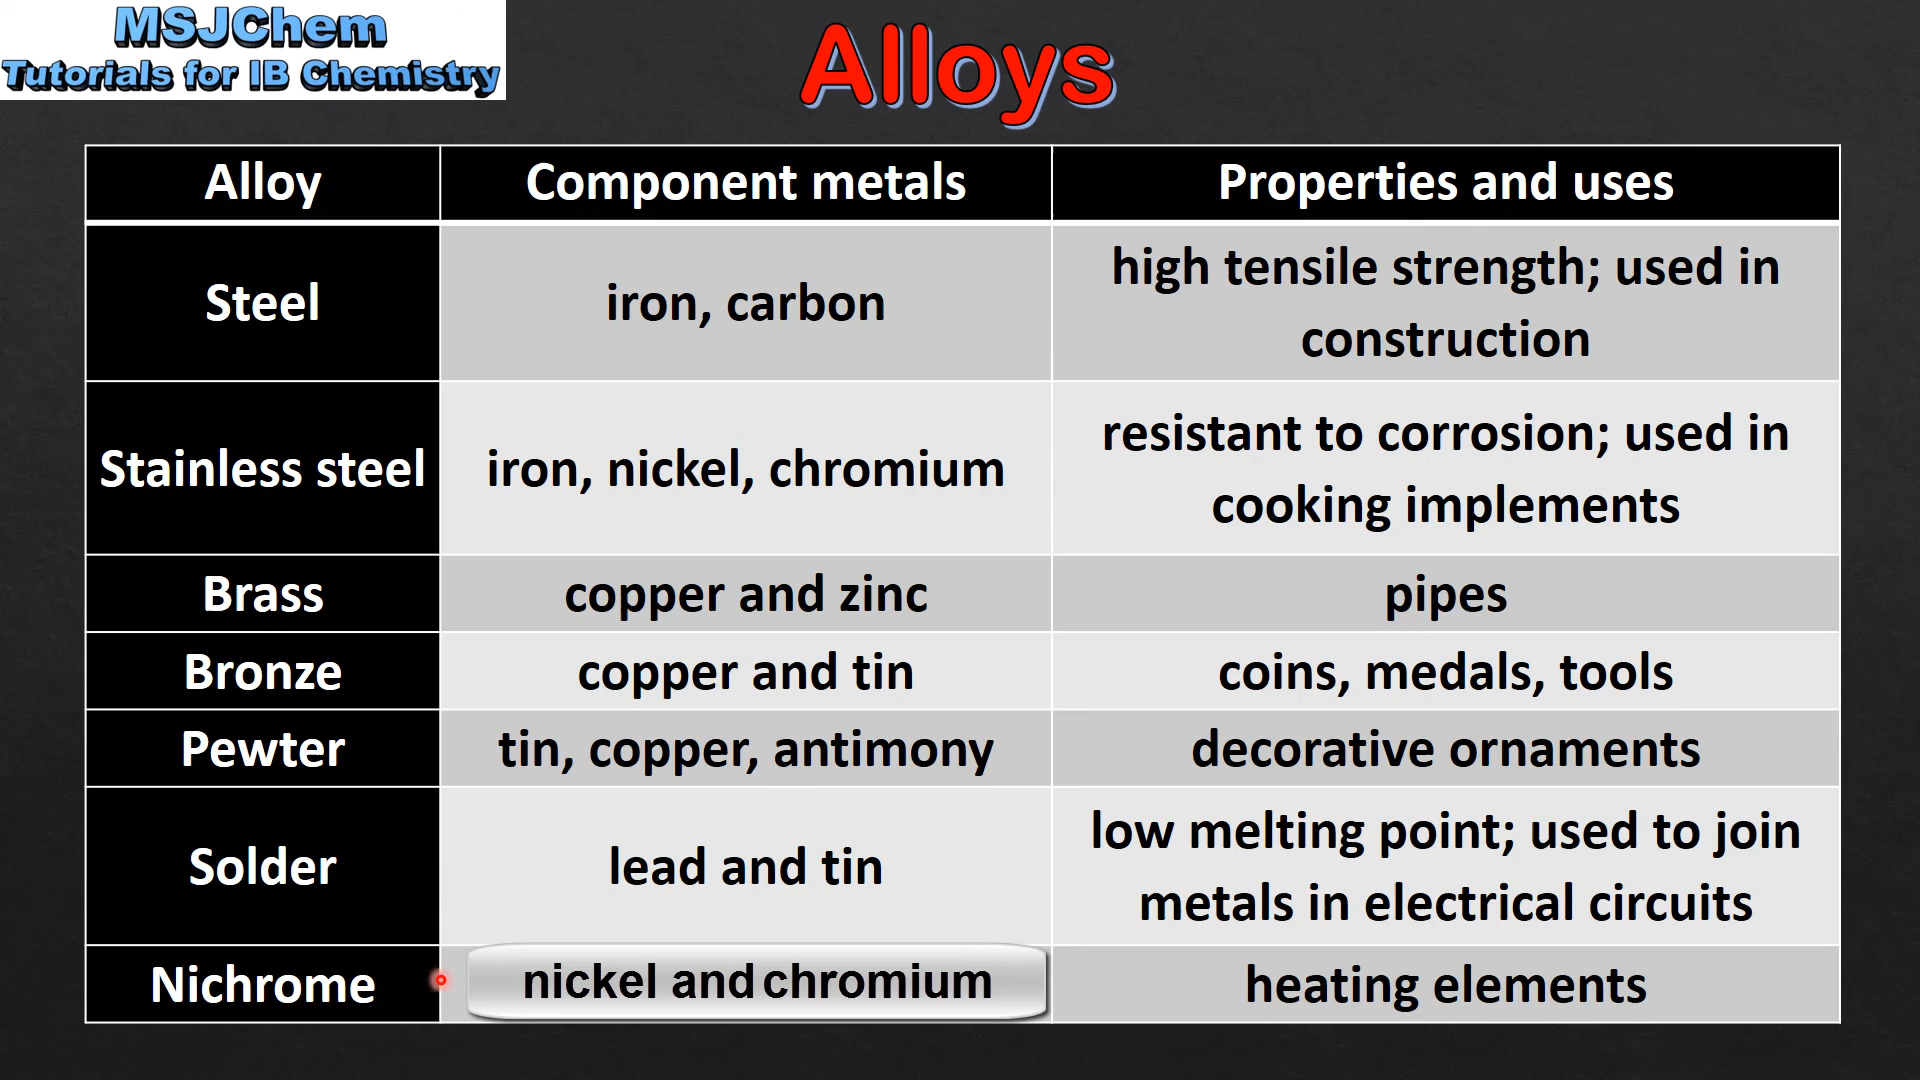 MSJChem
Tutorials for IB Chemistry
Alloys
Alloy Component metals Properties and uses
Steel iron, carbon high tensile strength; used in
construction
Stainless steel iron, nickel, chromium resistant to corrosion; used in
cooking implements
Brass copper and zinc pipes
Bronze copper and tin coins, medals, tools
Pewter tin, copper, antimony decorative ornaments
Solder lead and tin low melting point; used to join
metals in electrical circuits
Nichrome nickel and chromium heating elements